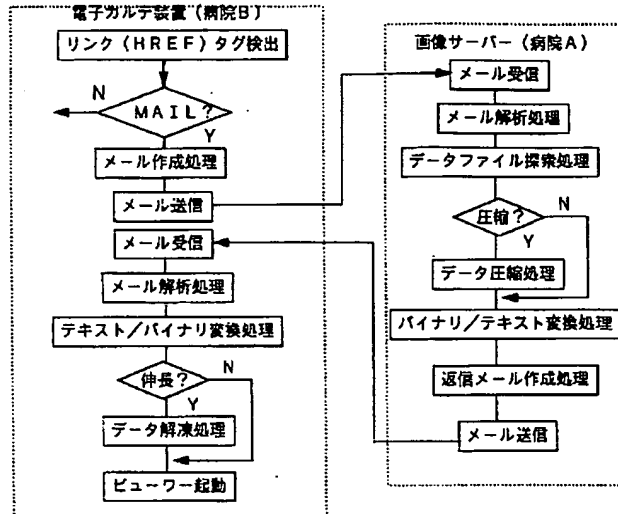 電子カルテ装置(病院B)
リンク(HREF)タグ検出
N
MAIL?
Y
メール作成処理
メール送信
メール受信
メール解析処理
テキスト/バイナリ変換処理
伸長?
N
Y
データ解凍処理
ビューワー起動
画像サーバー(病院A)
メール受信
メール解析処理
データファイル探索処理
圧縮?
N
Y
データ圧縮処理
バイナリ/テキスト変換処理
返信メール作成処理
メール送信